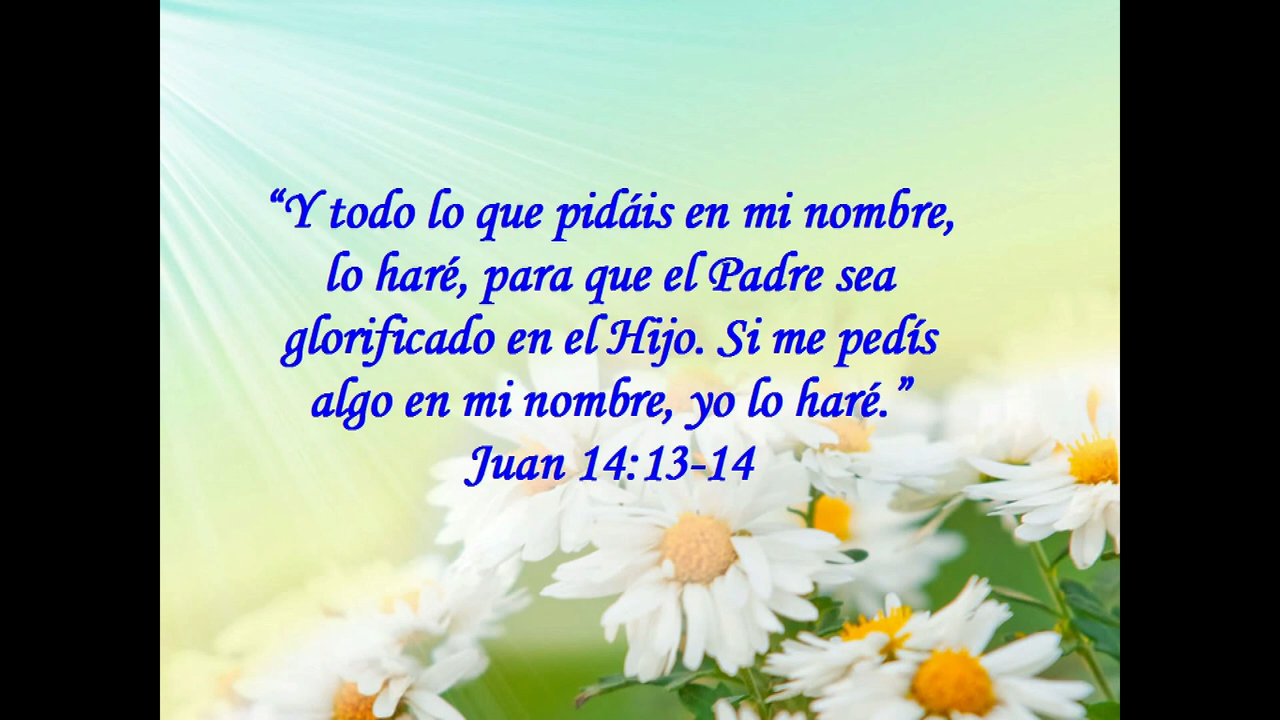 “Y todo lo que pidáis en mi nombre,
lo haré, para que el Padre sea
glorificado en el Hijo. Si me pedís
algo en mi nombre, yo lo haré.”
Juan 14:13-14